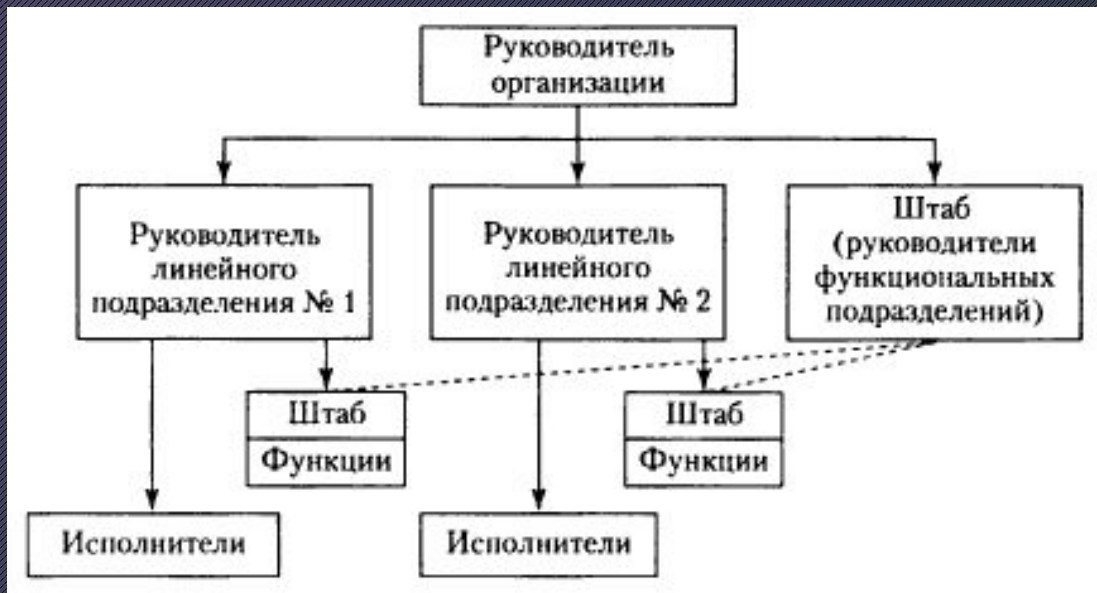 Руководитель
организации
Руководитель
линейного
подразделения № 1
Руководитель
линейного
подразделения № 2
Штаб
(руководители
функциональных
подразделений)
Штаб
Функции
Штаб
Функции
Исполнители
Исполнители